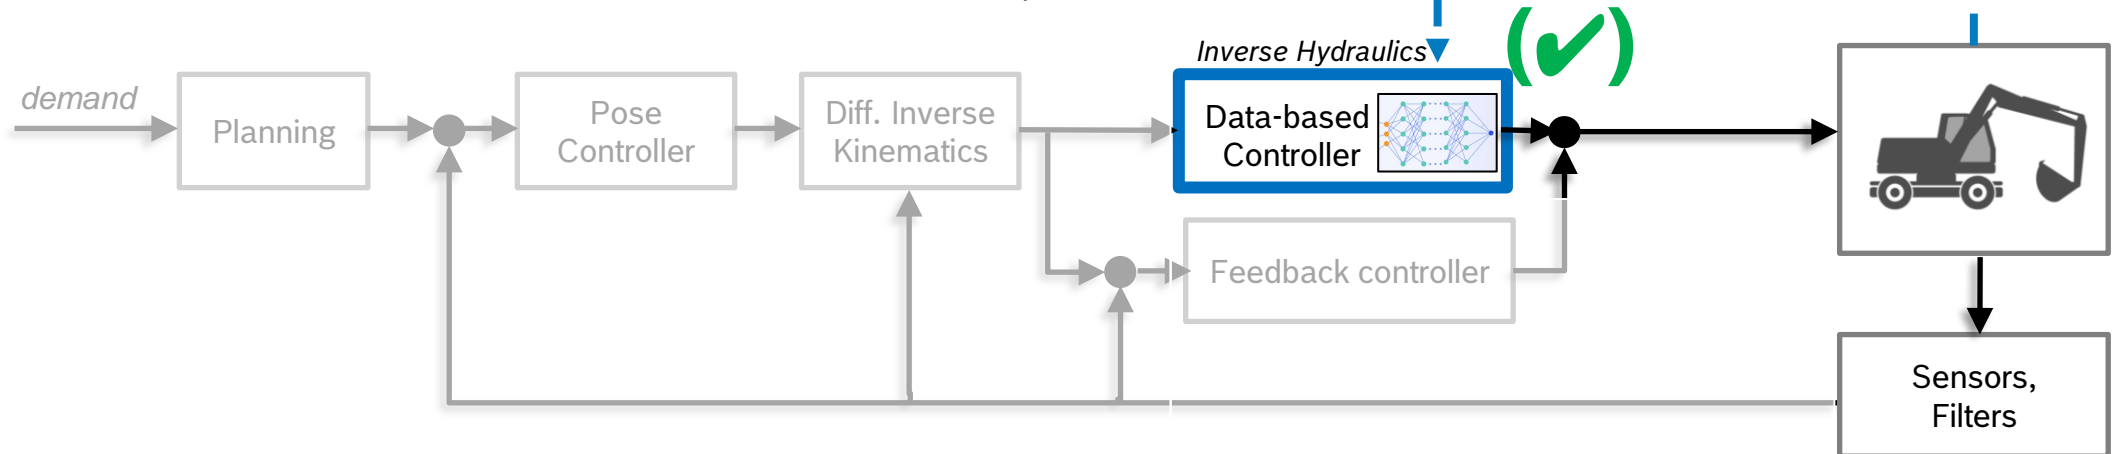 Inverse Hydraulics
(✔)
demand
Planning
Pose
Controller
Diff. Inverse
Kinematics
Data-based
Controller
Feedback controller
Sensors,
Filters